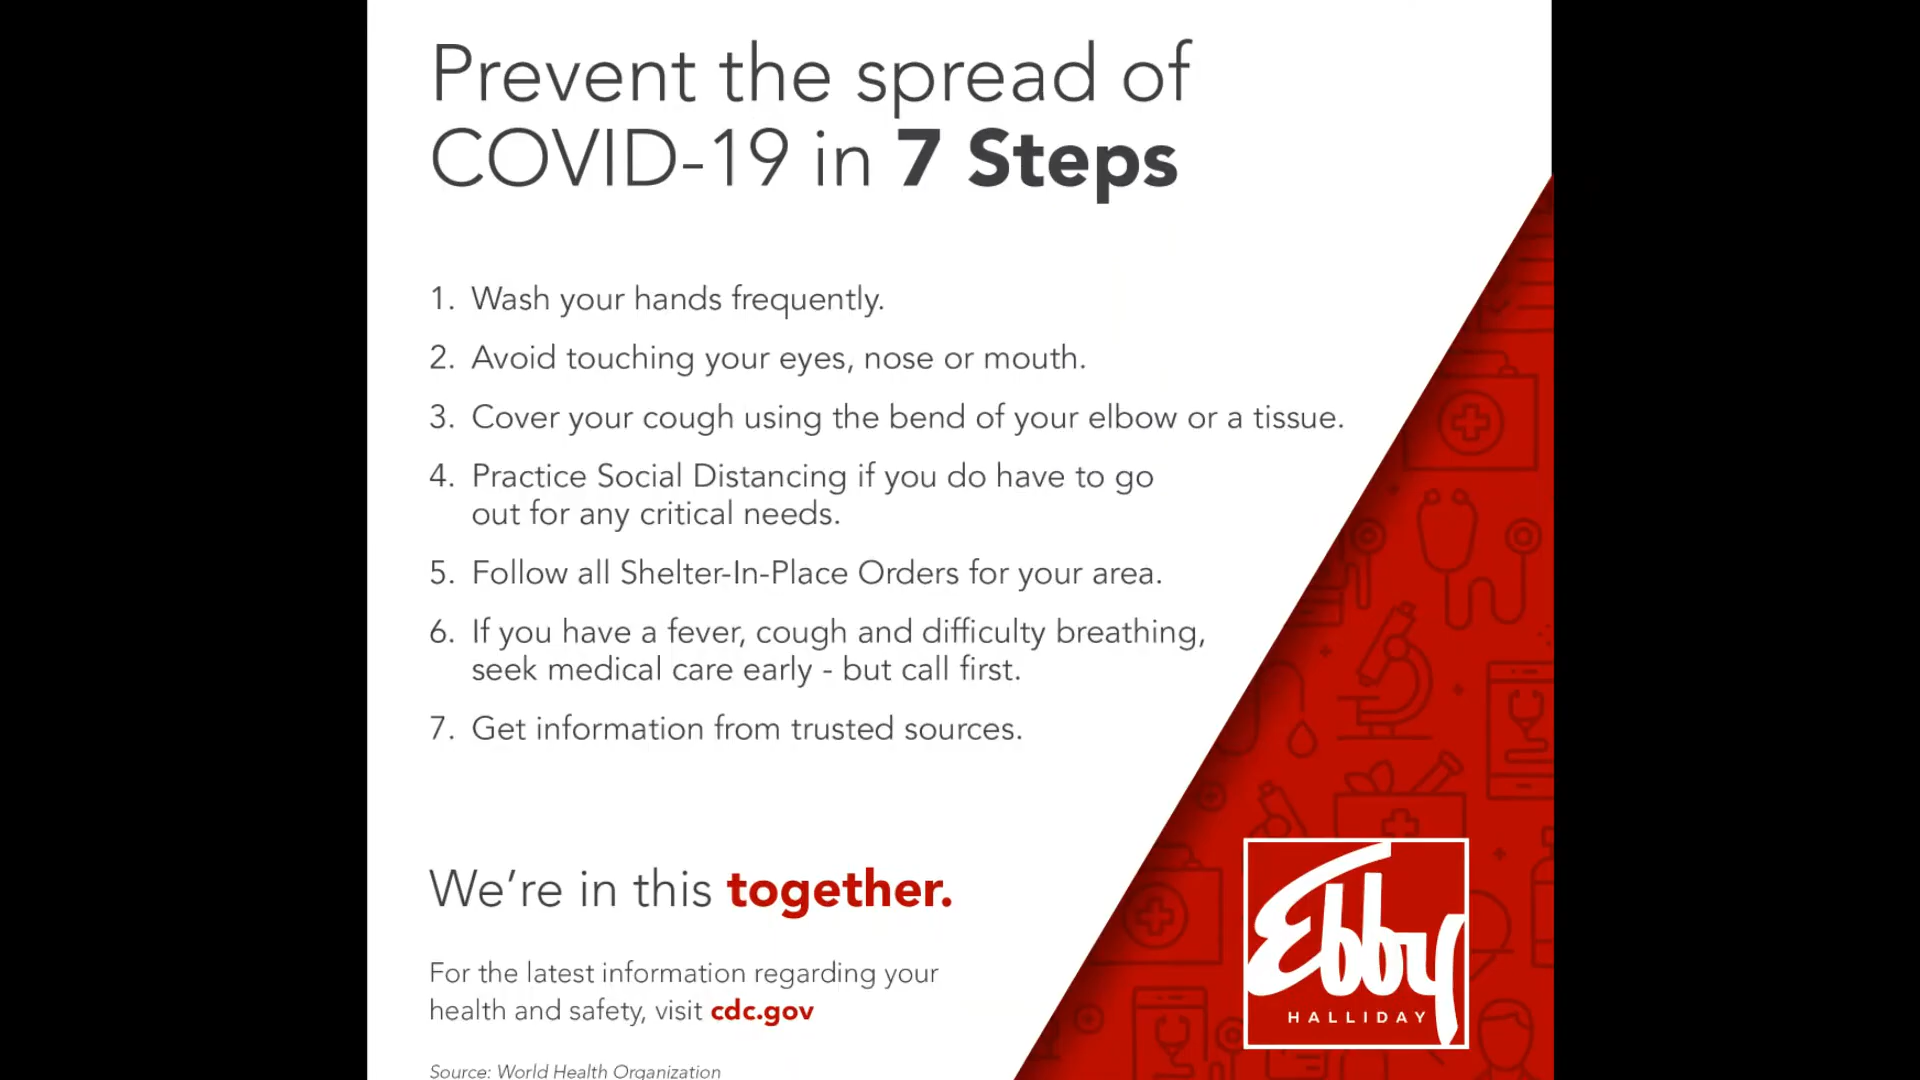 Prevent the spread of
COVID-19 in 7 Steps
1. Wash your hands frequently.
2. Avoid touching your eyes, nose or mouth.
3. Cover your cough using the bend of your elbow or a tissue.
4. Practice Social Distancing if you do have to go
out for any critical needs.
5. Follow all Shelter-In-Place Orders for your area.
6. If you have a fever, cough and difficulty breathing,
seek medical care early - but call first.
7. Get information from trusted sources.
We're in this together.
For the latest information regarding your
health and safety, visit cdc.gov
Source: World Health Organization
Ebby
HALLIDAY